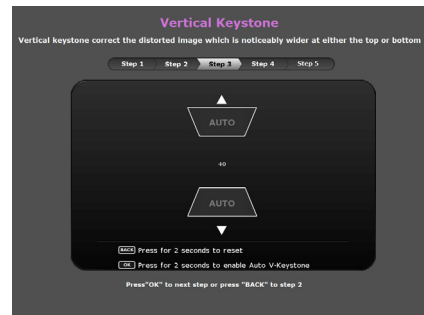 Vertical Keystone
Vertical keystone correct the distorted image which is noticeably wider at either the top or bottom
Step 1 Step 2 Step 3 Step 4 Step 5
AUTO
40
AUTO
BACK Press for 2 seconds to reset
OK Press for 2 seconds to enable Auto V-Keystone
Press"OK" to next step or press "BACK" to step 2